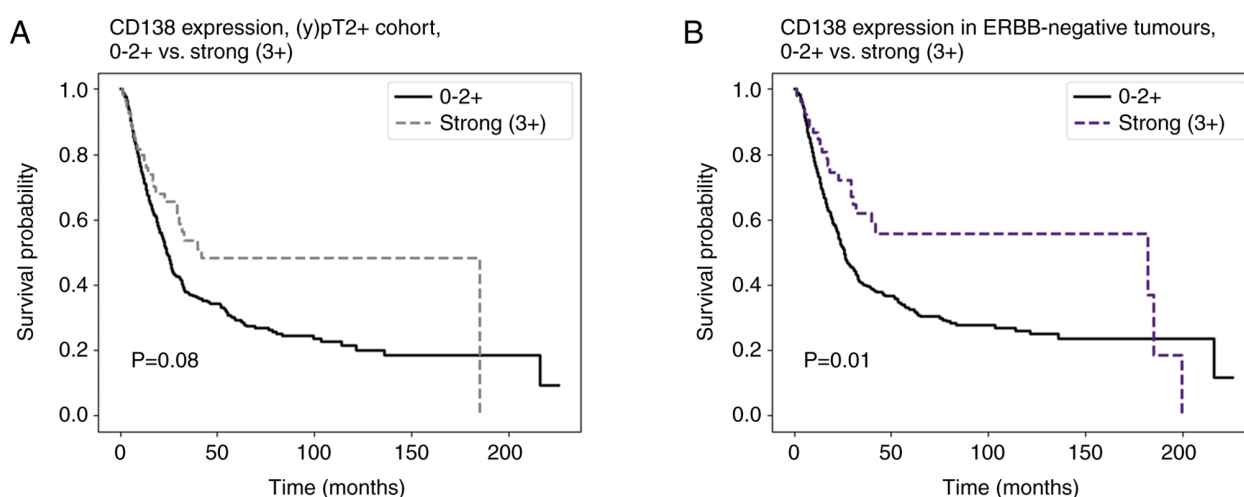 A
CD138 expression, (y)pT2+ cohort,
0-2+ vs. strong (3+)
1.0
0.8
0.6
0.4
0.2
0.0
Survival probability
0-2+
Strong (3+)
P=0.08
0
50
100
150
200
Time (months)
B
CD138 expression in ERBB-negative tumours,
0-2+ vs. strong (3+)
1.0
0.8
0.6
0.4
0.2
0.0
Survival probability
0-2+
Strong (3+)
P=0.01
0
50
100
150
200
Time (months)